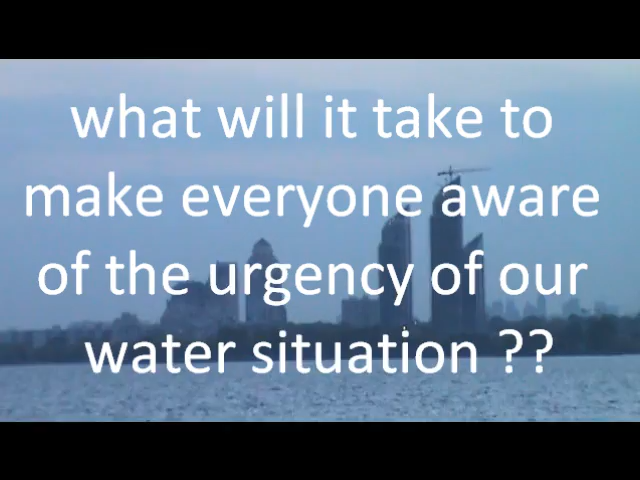 what will it take to
make everyone aware
of the urgency of our
water situation ??